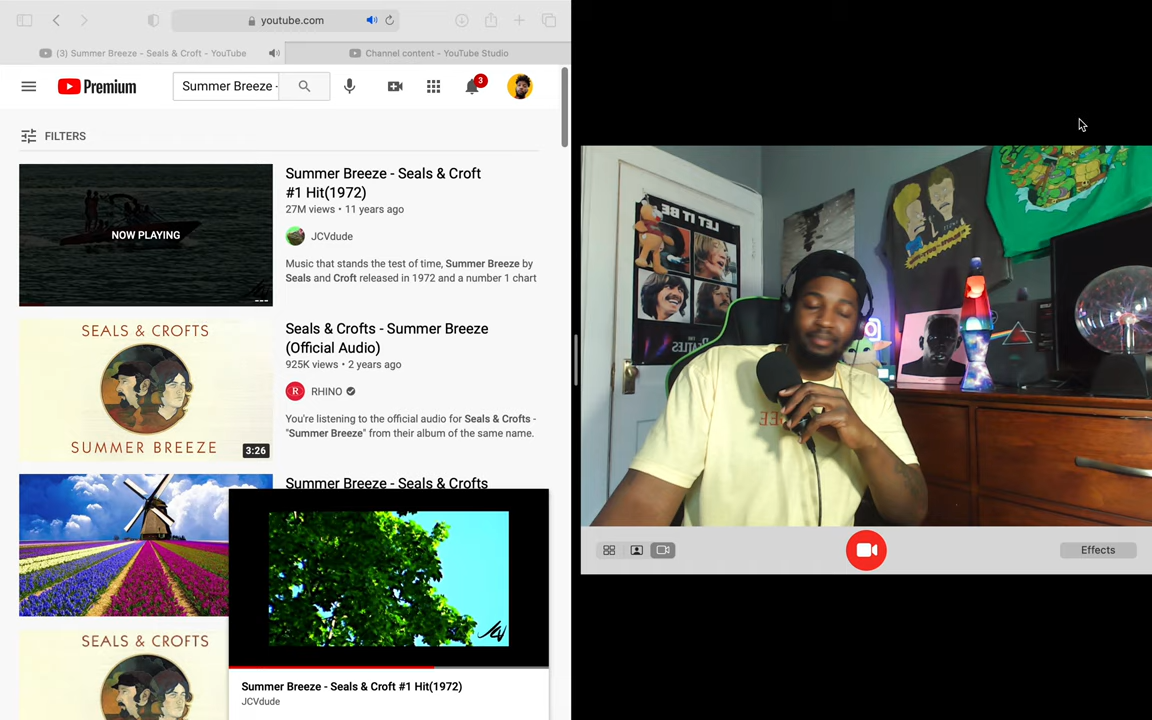 youtube.com
(3) Summer Breeze - Seals & Croft - YouTube
Channel content - YouTube Studio
Premium
Summer Breeze -
3
FILTERS
NOW PLAYING
Summer Breeze - Seals & Croft
#1 Hit(1972)
27M views • 11 years ago
JCVdude
Music that stands the test of time, Summer Breeze by
Seals and Croft released in 1972 and a number 1 chart
SEALS & CROFTS
SUMMER BREEZE
3:26
Seals & Crofts - Summer Breeze
(Official Audio)
925K views • 2 years ago
R RHINO
You're listening to the official audio for Seals & Crofts -
"Summer Breeze" from their album of the same name.
Summer Breeze - Seals & Crofts
SEALS & CROFTS
Summer Breeze - Seals & Croft #1 Hit(1972)
JCVdude
LET IT BE
BEATLES
Effects